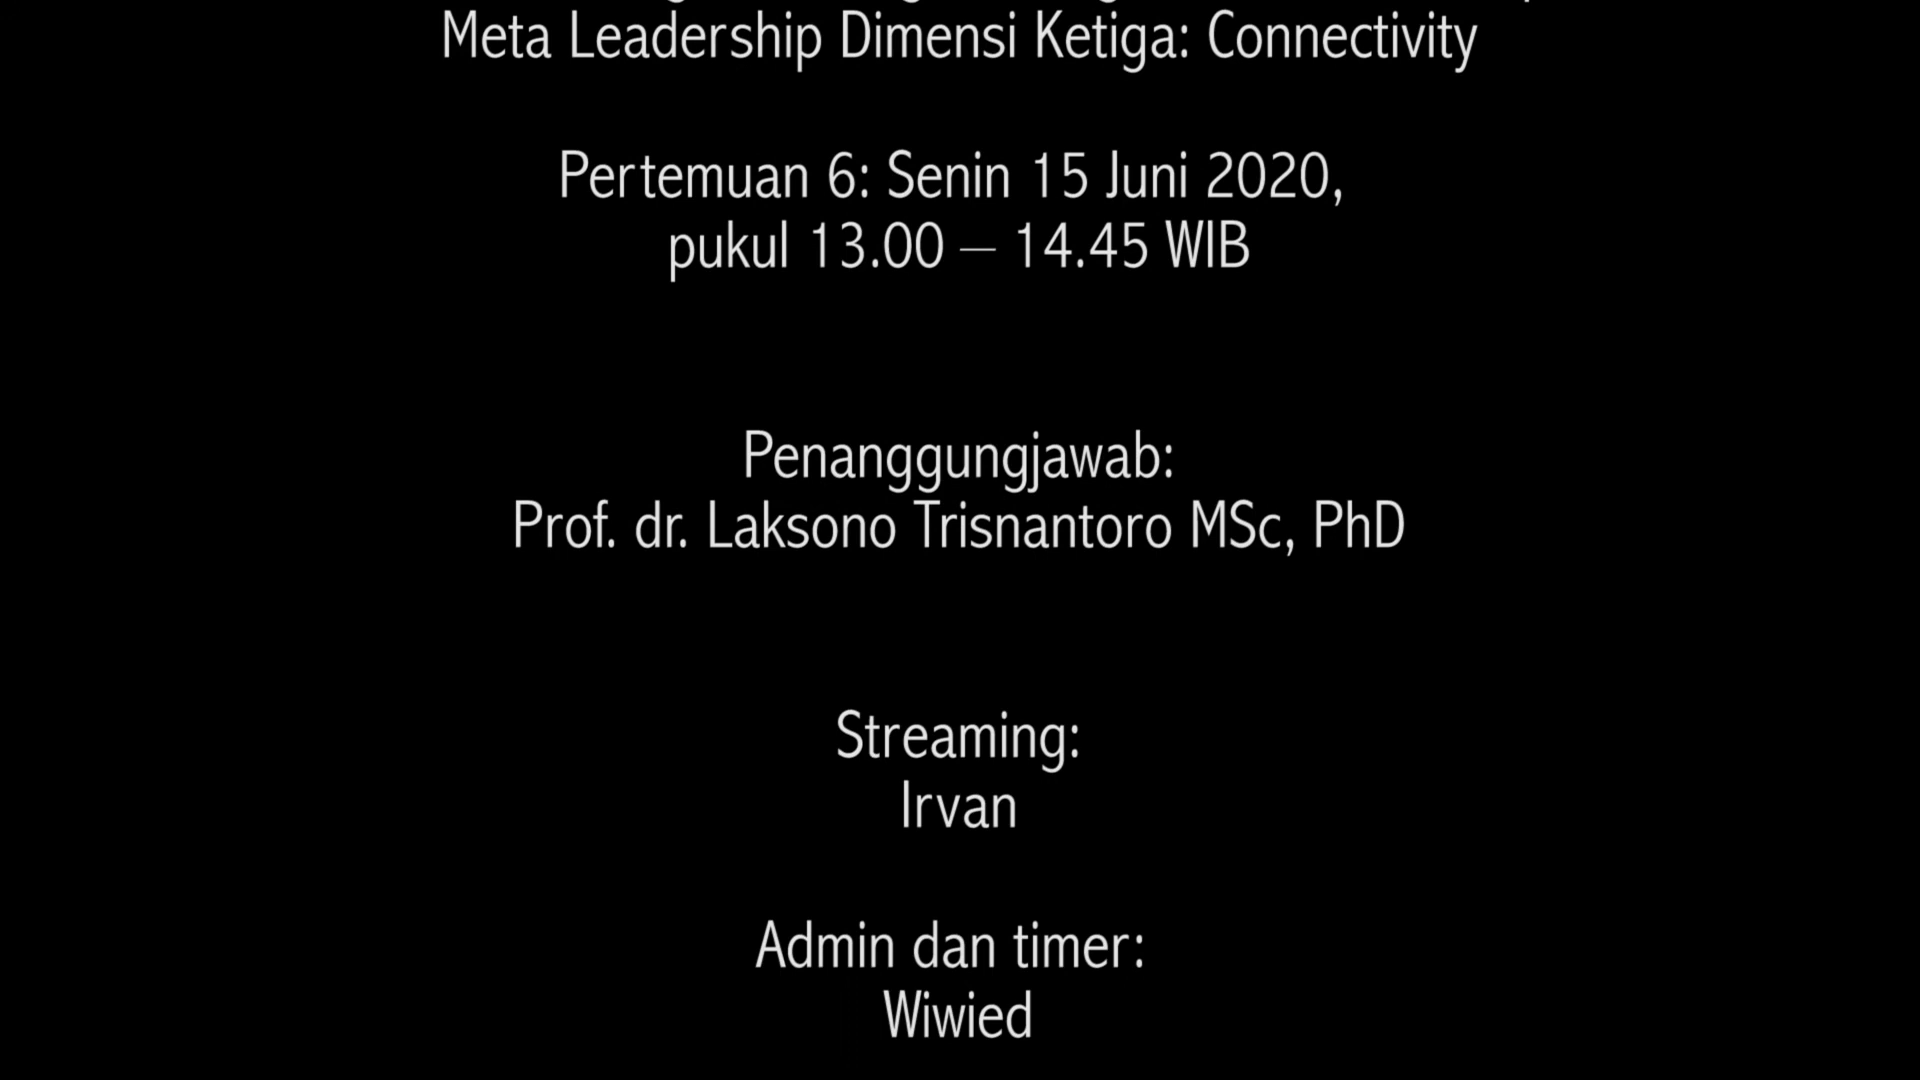 Meta Leadership Dimensi Ketiga: Connectivity
Pertemuan 6: Senin 15 Juni 2020,
pukul 13.00 – 14.45 WIB
Penanggungjawab:
Prof. dr. Laksono Trisnantoro MSc, PhD
Streaming:
Irvan
Admin dan timer:
Wiwied